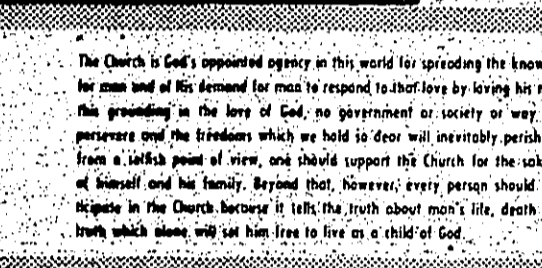 The Church is God's appointed agency in this world for spreading the know
for man and of His demand for man to respond to that love by loving his n
This grounding in the love of God, no government or society or way
persevere and the freedoms which we hold so dear will inevitably perish
from a selfish point of view, one should support the Church for the sak
of himself and his family. Beyond that, however, every person should
ticipate in the Church because it tells the truth about man's life, death
truth which alone will set him free to live as a child of God